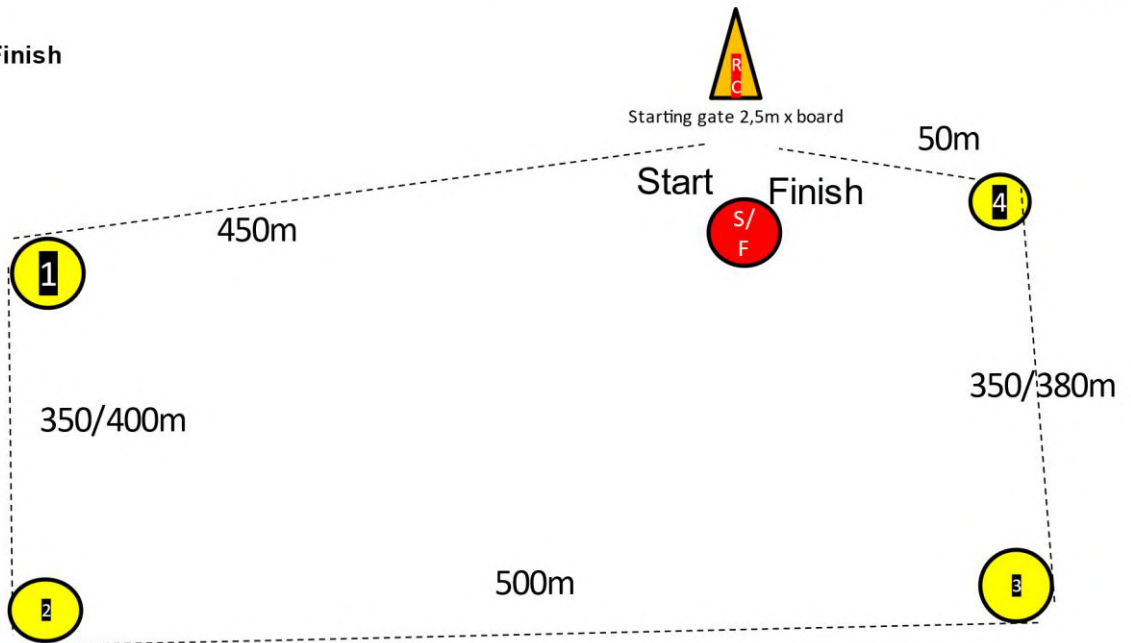 Finish
R
C
Starting gate 2,5m x board
50m
Start
Finish
4
S/
F
450m
1
350/380m
350/400m
500m
3
2